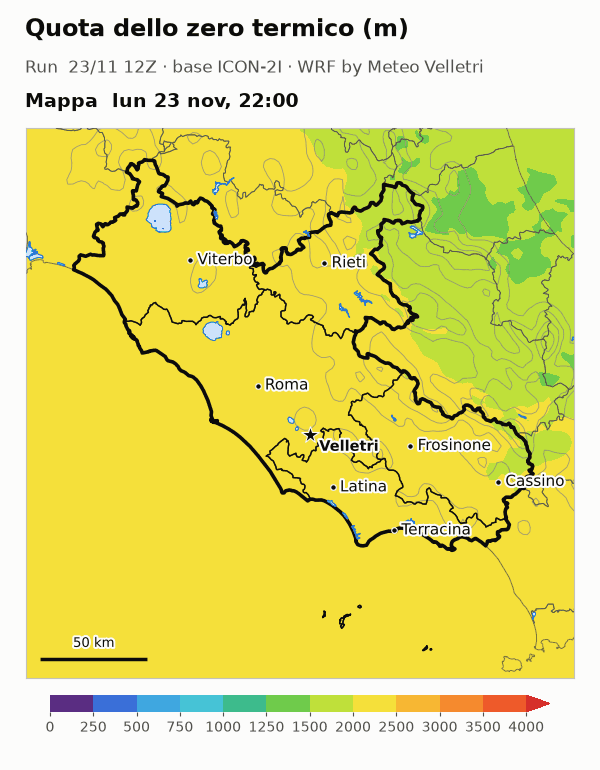 Quota dello zero termico (m)
Run  23/11 12Z · base ICON-2I · WRF by Meteo Velletri
Mappa  lun 23 nov, 22:00
Viterbo
Rieti
Roma
Velletri
Frosinone
Cassino
Latina
Terracina
50 km
0 250 500 750 1000 1250 1500 2000 2500 3000 3500 4000